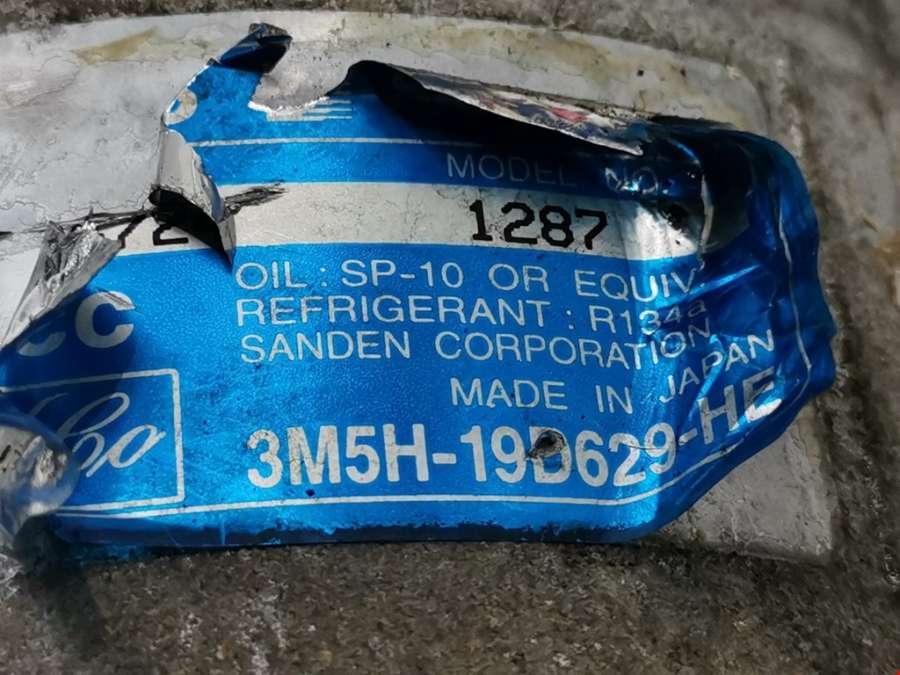 MODEL NO.
1287
OIL : SP-10 OR EQUIV
REFRIGERANT : R134a
SANDEN CORPORATION
MADE IN JAPAN
3M5H-19D629-HE